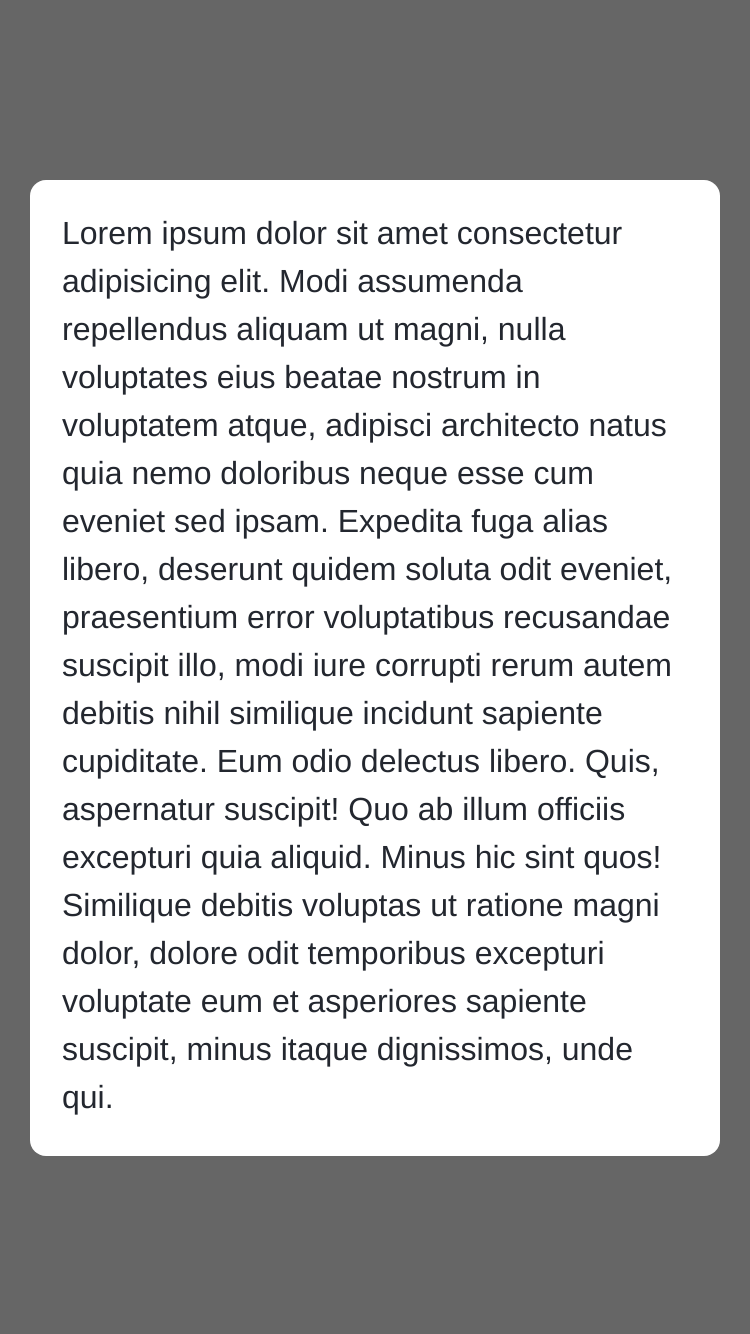 Lorem ipsum dolor sit amet consectetur
adipisicing elit. Modi assumenda
repellendus aliquam ut magni, nulla
voluptates eius beatae nostrum in
voluptatem atque, adipisci architecto natus
quia nemo doloribus neque esse cum
eveniet sed ipsam. Expedita fuga alias
libero, deserunt quidem soluta odit eveniet,
praesentium error voluptatibus recusandae
suscipit illo, modi iure corrupti rerum autem
debitis nihil similique incidunt sapiente
cupiditate. Eum odio delectus libero. Quis,
aspernatur suscipit! Quo ab illum officiis
excepturi quia aliquid. Minus hic sint quos!
Similique debitis voluptas ut ratione magni
dolor, dolore odit temporibus excepturi
voluptate eum et asperiores sapiente
suscipit, minus itaque dignissimos, unde
qui.